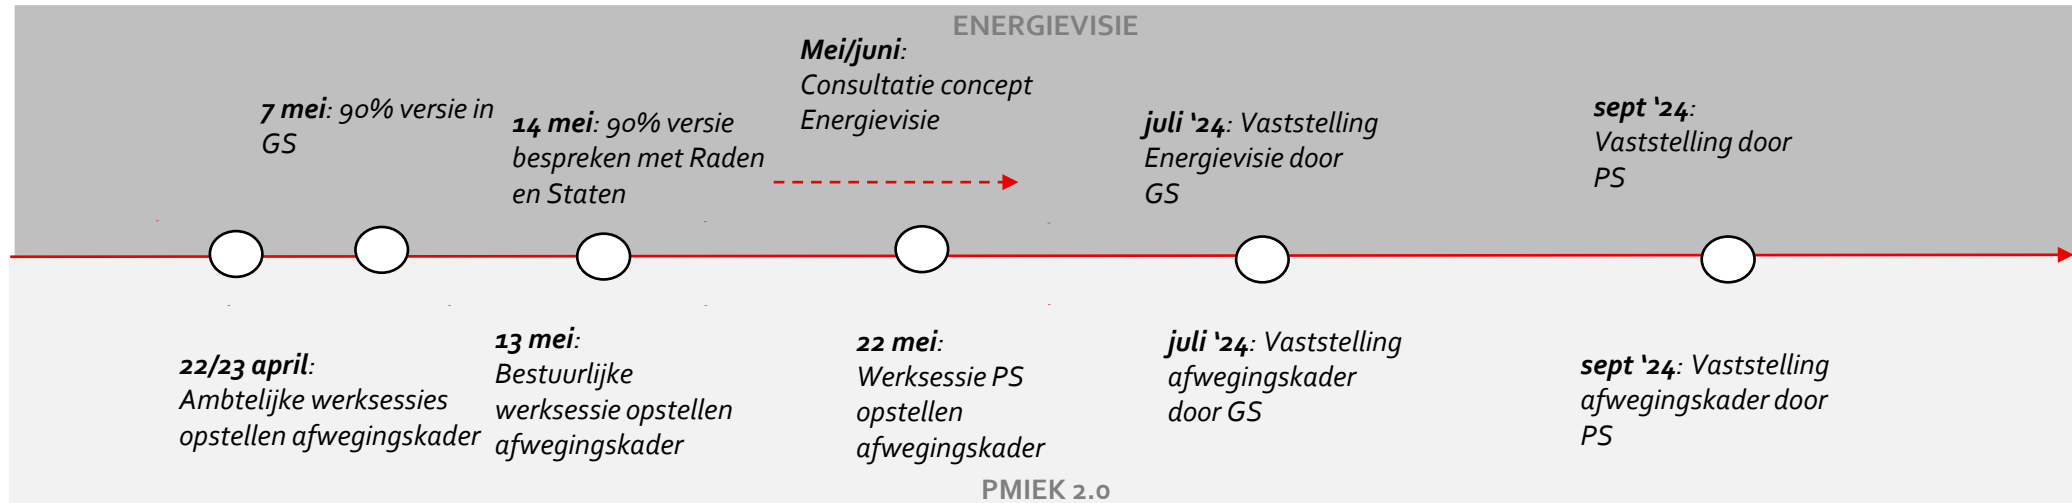 ENERGIEVISIE
7 mei: 90% versie in
GS
14 mei: 90% versie
bespreken met Raden
en Staten
Mei/juni:
Consultatie concept
Energievisie
juli ‘24: Vaststelling
Energievisie door
GS
sept ‘24:
Vaststelling door
PS
22/23 april:
Ambtelijke werksessies
opstellen afwegingskader
13 mei:
Bestuurlijke
werksessie opstellen
afwegingskader
22 mei:
Werksessie PS
opstellen
afwegingskader
juli ‘24: Vaststelling
afwegingskader
door GS
sept ‘24: Vaststelling
afwegingskader door
PS
PMIEK 2.0